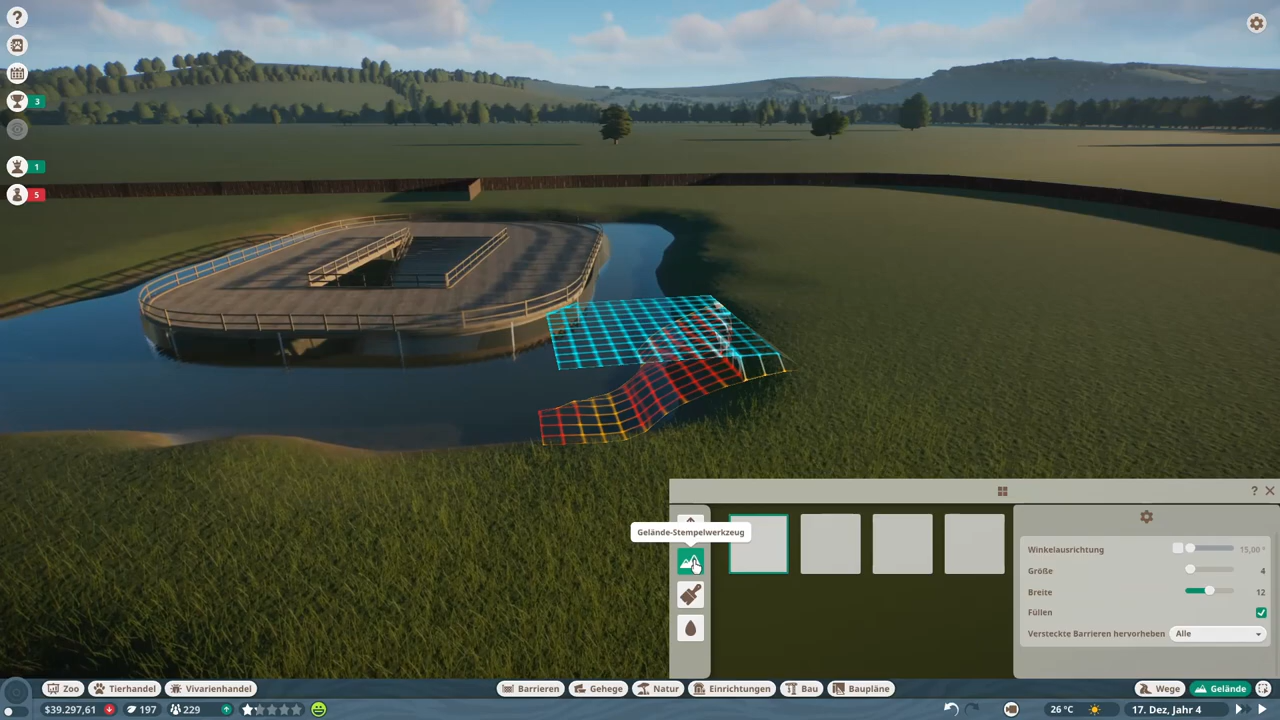 ?
3
1
5
?
Gelände-Stempelwerkzeug
Winkelausrichtung 15,00 °
Größe 4
Breite 12
Füllen
Versteckte Barrieren hervorheben Alle
Zoo Tierhandel Vivarienhandel Barrieren Gehege Natur Einrichtungen Bau Baupläne Wege Gelände
$39.297,61 197 229 26 °C 17. Dez, Jahr 4